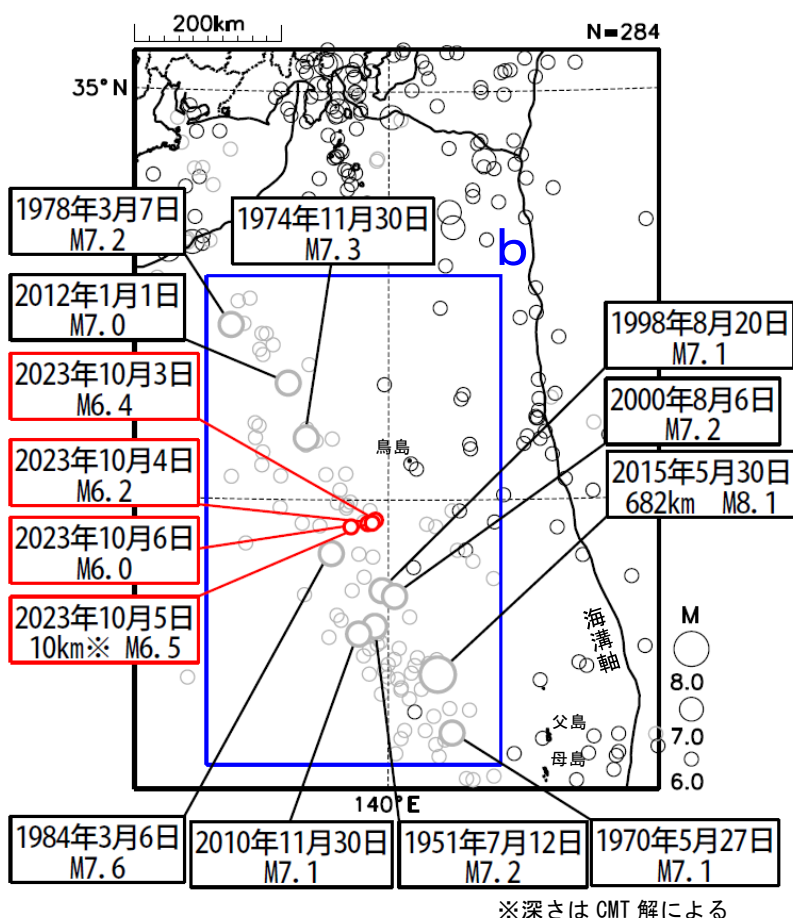 200km
N=284
35°N
1978年3月7日
M7.2
1974年11月30日
M7.3
b
2012年1月1日
M7.0
1998年8月20日
M7.1
2023年10月3日
M6.4
2000年8月6日
M7.2
鳥島
2023年10月4日
M6.2
2015年5月30日
682km M8.1
2023年10月6日
M6.0
2023年10月5日
10km※ M6.5
海溝軸
M
8.0
7.0
6.0
父島
母島
140°E
1984年3月6日
M7.6
2010年11月30日
M7.1
1951年7月12日
M7.2
1970年5月27日
M7.1
※深さは CMT 解による